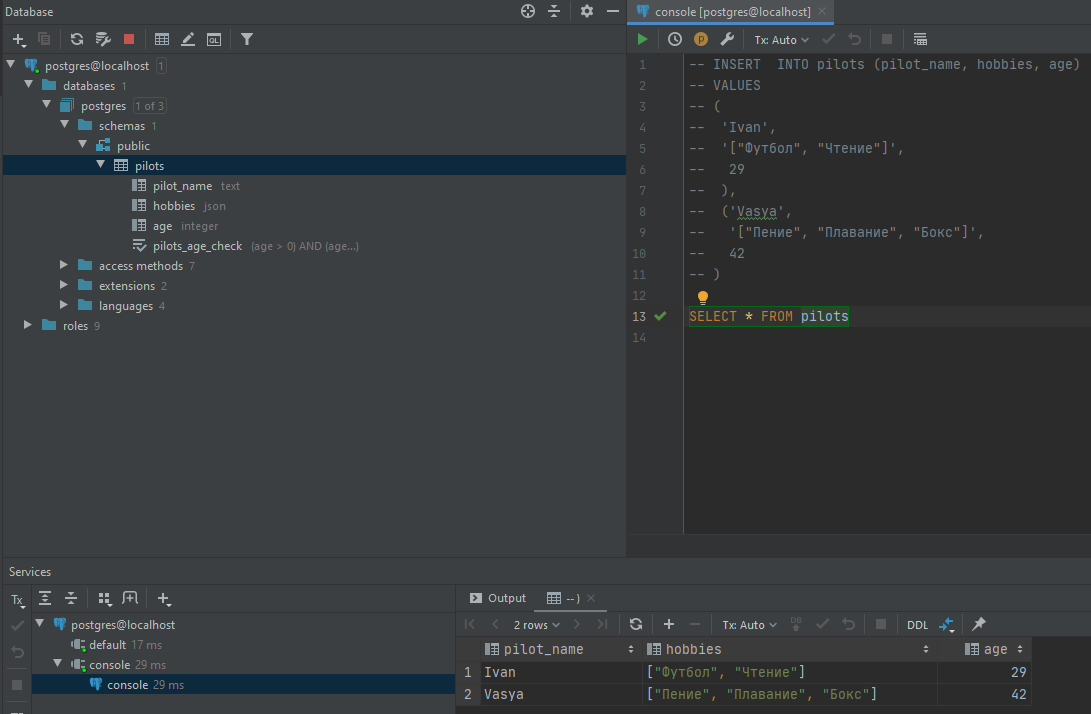 Database
postgres@localhost 1
databases 1
postgres 1 of 3
schemas 1
public
pilots
pilot_name text
hobbies json
age integer
pilots_age_check (age > 0) AND (age...)
access methods 7
extensions 2
languages 4
roles 9
console [postgres@localhost]
Tx: Auto
1 -- INSERT  INTO pilots (pilot_name, hobbies, age)
2 -- VALUES
3 -- (
4 --  'Ivan',
5 --  '["Футбол", "Чтение"]',
6 --   29
7 --  ),
8 --  ('Vasya',
9 --   '["Пение", "Плавание", "Бокс"]',
10 --   42
11 -- )
12
13 SELECT * FROM pilots
14
Services
Tx
postgres@localhost
default 17 ms
console 29 ms
console 29 ms
Output
-- )
2 rows
Tx: Auto
DB
DDL
pilot_name hobbies age
1 Ivan ["Футбол", "Чтение"] 29
2 Vasya ["Пение", "Плавание", "Бокс"] 42